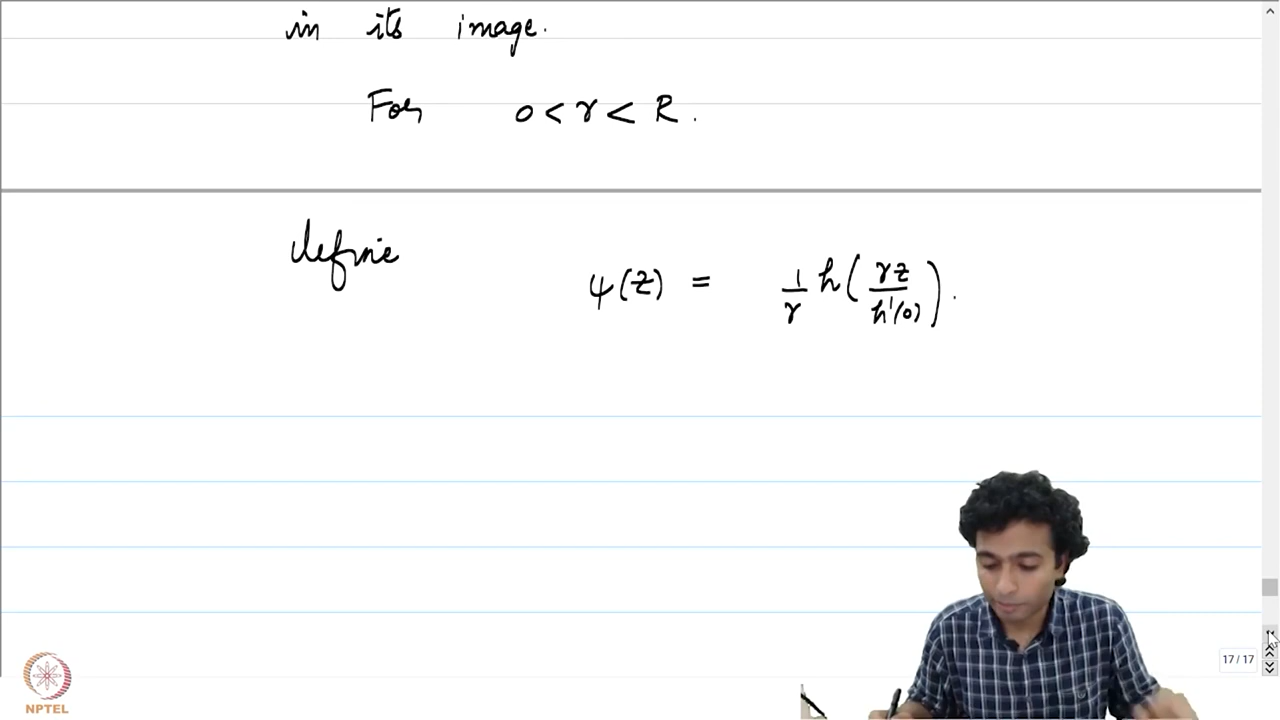 in its image.
For 0 < r < R.
define
ψ(z) = 1/r h(rz/h'(0)).
17 / 17
NPTEL